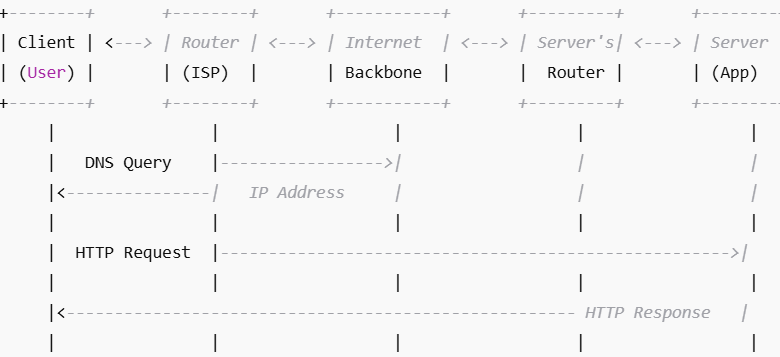 +--------+ +--------+ +-----------+ +---------+ +--------
| Client | <---> | Router | <---> | Internet <---> | Server's| <---> | Server
| (User) | | (ISP) | | Backbone | | Router | | (App)
+--------+ +--------+ +-----------+ +---------+ +--------
| | | | |
| DNS Query |----------------->| | |
|<---------------| IP Address | | |
| | | | |
| HTTP Request |----------------------------------------------------->|
| | | | |
|<----------------------------------------------------- HTTP Response |
| | | | |